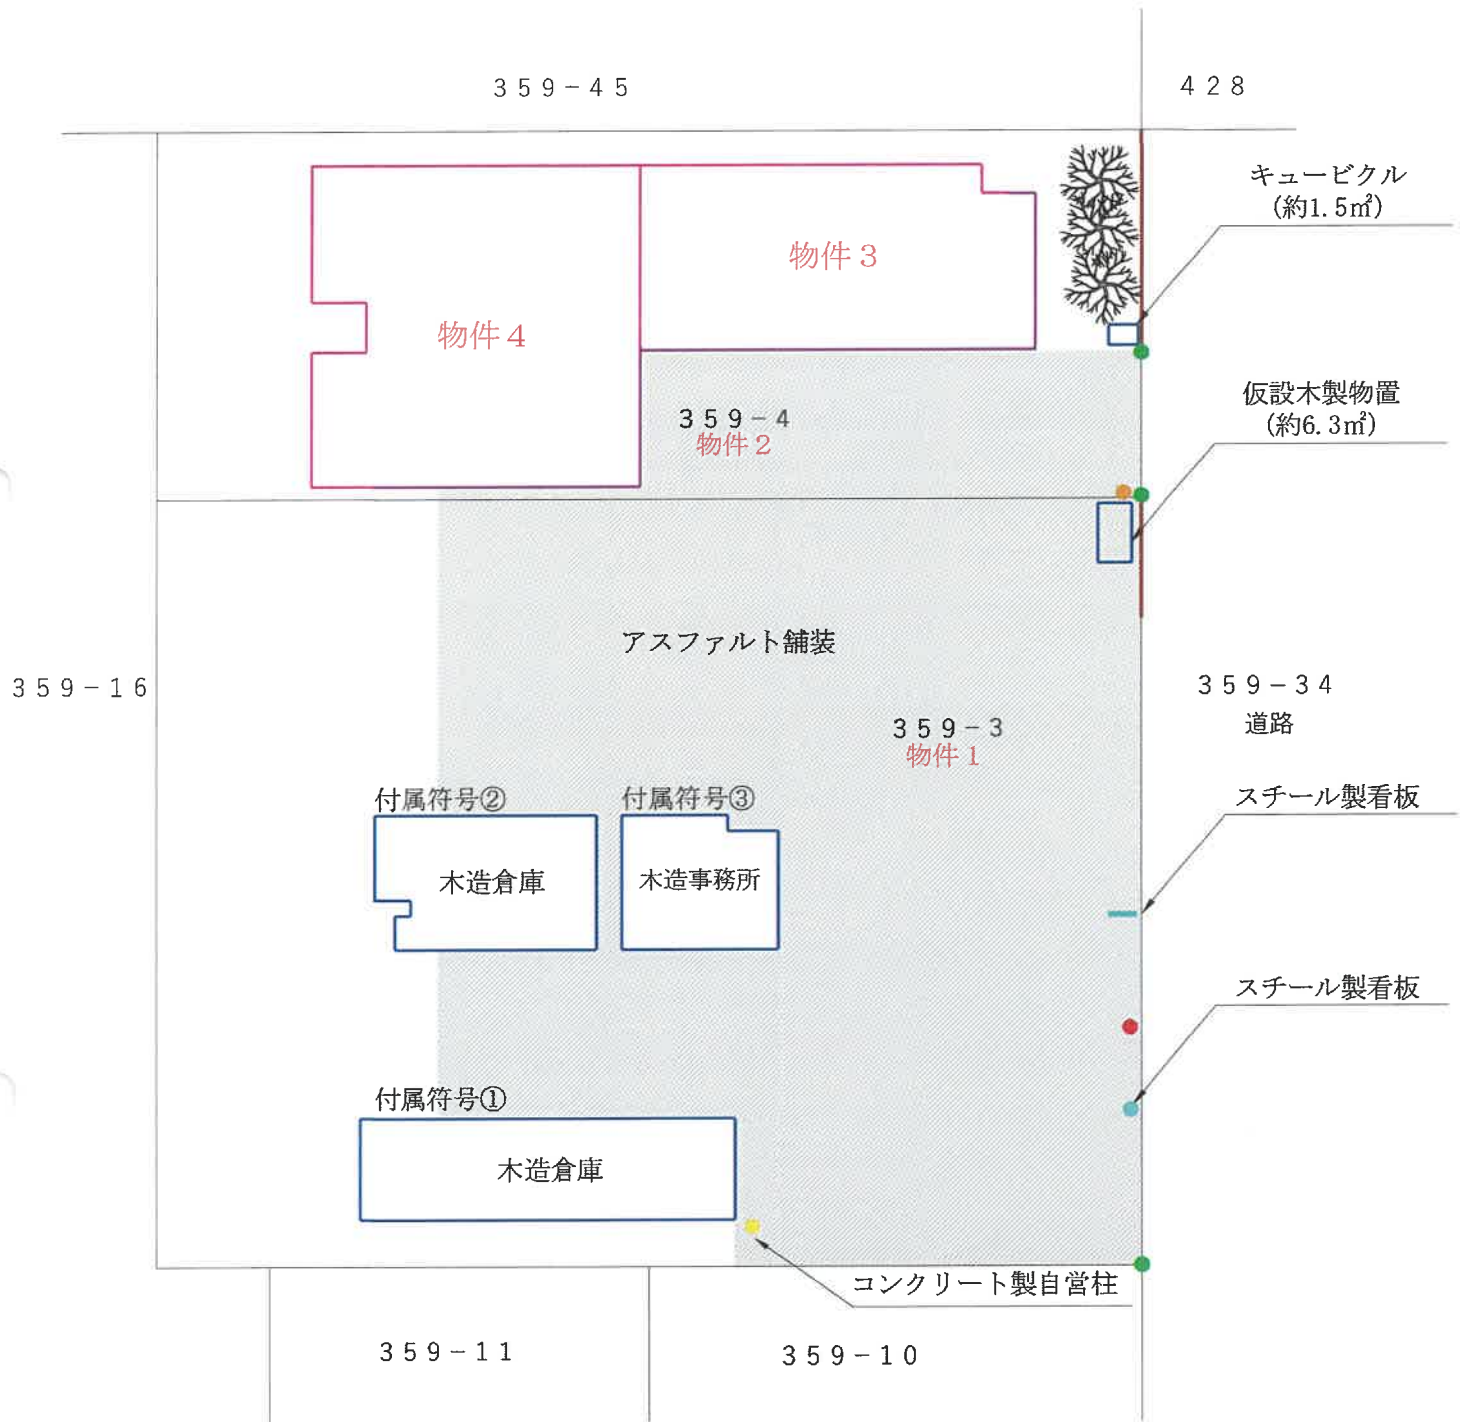 359-45
428
キュービクル
(約1.5㎡)
物件3
物件4
仮設木製物置
(約6.3㎡)
359-4
物件2
アスファルト舗装
359-16
359-34
道路
359-3
物件1
スチール製看板
付属符号②
付属符号③
木造倉庫
木造事務所
スチール製看板
付属符号①
木造倉庫
コンクリート製自営柱
359-11
359-10